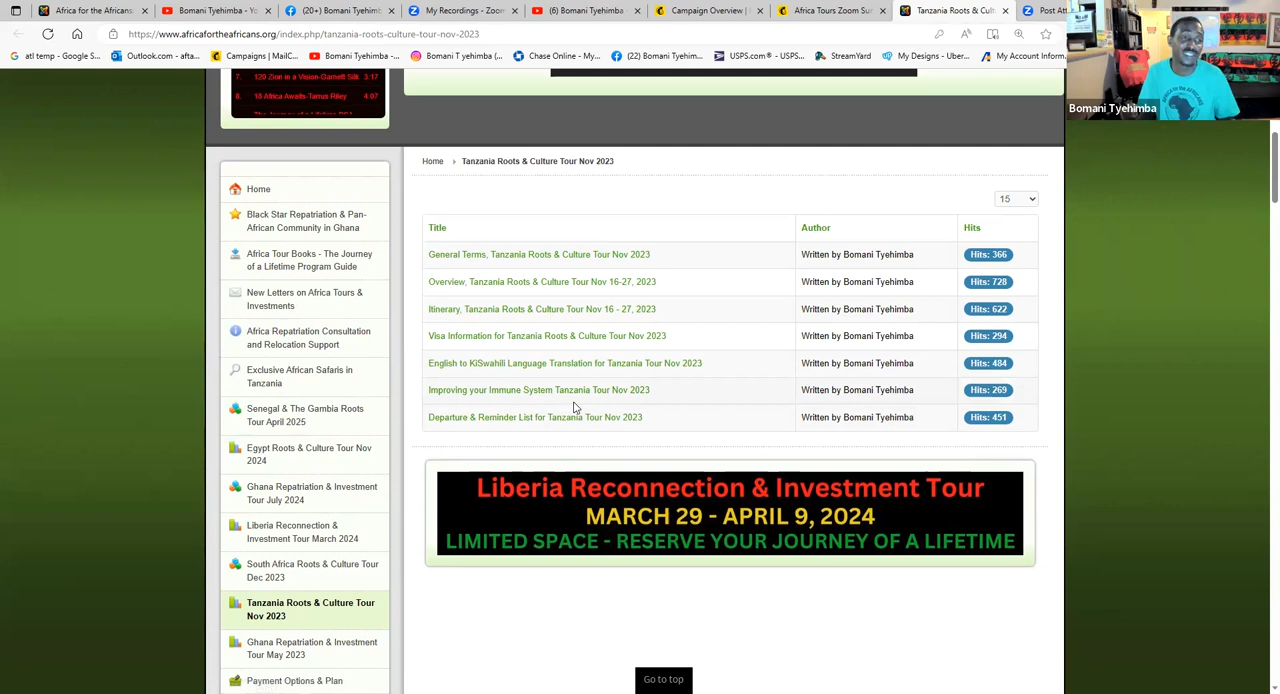 Africa for the Africans.
Bomani Tyehimba - Yo
(20+) Bomani Tyehimb
My Recordings - Zoom
(6) Bomani Tyehimba -
Campaign Overview |
Africa Tours Zoom Sur
Tanzania Roots & Cult
Post Att
https://www.africafortheafricans.org/index.php/tanzania-roots-culture-tour-nov-2023
atl temp - Google S...
Outlook.com - afta...
Campaigns | MailC...
Bomani Tyehimba -...
Bomani T yehimba (...
Chase Online - My...
(22) Bomani Tyehim...
USPS.com® - USPS...
StreamYard
My Designs - Uber...
My Account Inform..
Bomani Tyehimba
7. 120 Zion in a Vision-Garnett Silk 3:17
8. 16 Africa Awaits-Tarrus Riley 4:07
Home
Black Star Repatriation & Pan-
African Community in Ghana
Africa Tour Books - The Journey
of a Lifetime Program Guide
New Letters on Africa Tours &
Investments
Africa Repatriation Consultation
and Relocation Support
Exclusive African Safaris in
Tanzania
Senegal & The Gambia Roots
Tour April 2025
Egypt Roots & Culture Tour Nov
2024
Ghana Repatriation & Investment
Tour July 2024
Liberia Reconnection &
Investment Tour March 2024
South Africa Roots & Culture Tour
Dec 2023
Tanzania Roots & Culture Tour
Nov 2023
Ghana Repatriation & Investment
Tour May 2023
Payment Options & Plan
Home Tanzania Roots & Culture Tour Nov 2023
15
Title Author Hits
General Terms, Tanzania Roots & Culture Tour Nov 2023 Written by Bomani Tyehimba Hits: 366
Overview, Tanzania Roots & Culture Tour Nov 16-27, 2023 Written by Bomani Tyehimba Hits: 728
Itinerary, Tanzania Roots & Culture Tour Nov 16 - 27, 2023 Written by Bomani Tyehimba Hits: 622
Visa Information for Tanzania Roots & Culture Tour Nov 2023 Written by Bomani Tyehimba Hits: 294
English to KiSwahili Language Translation for Tanzania Tour Nov 2023 Written by Bomani Tyehimba Hits: 484
Improving your Immune System Tanzania Tour Nov 2023 Written by Bomani Tyehimba Hits: 269
Departure & Reminder List for Tanzania Tour Nov 2023 Written by Bomani Tyehimba Hits: 451
Liberia Reconnection & Investment Tour
MARCH 29 - APRIL 9, 2024
LIMITED SPACE - RESERVE YOUR JOURNEY OF A LIFETIME
Go to top